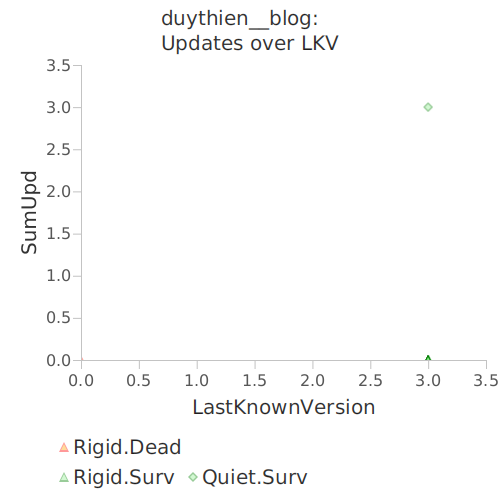 duythien__blog:
Updates over LKV
3.5
3.0
2.5
2.0
1.5
1.0
0.5
0.0
SumUpd
0.0 0.5 1.0 1.5 2.0 2.5 3.0 3.5
LastKnownVersion
Rigid.Dead
Rigid.Surv Quiet.Surv